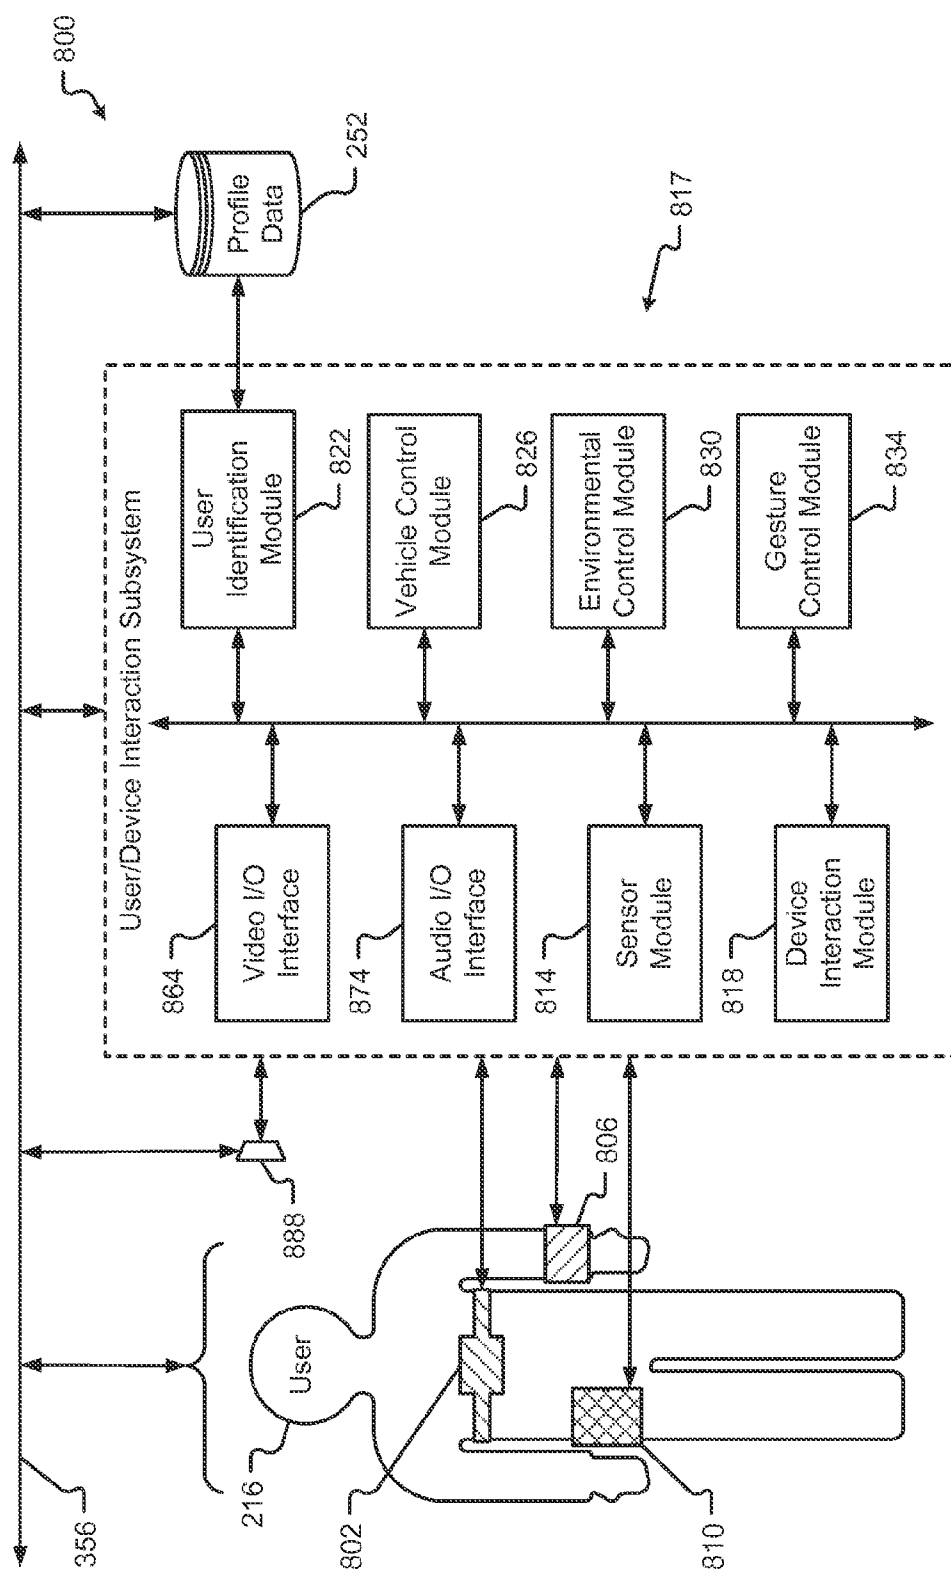 800
356
216
User
802
810
806
888
User/Device Interaction Subsystem
864
Video I/O
Interface
874
Audio I/O
Interface
814
Sensor
Module
818
Device
Interaction
Module
User
Identification
Module
822
Vehicle Control
Module
826
Environmental
Control Module
830
Gesture
Control Module
834
Profile
Data
252
817